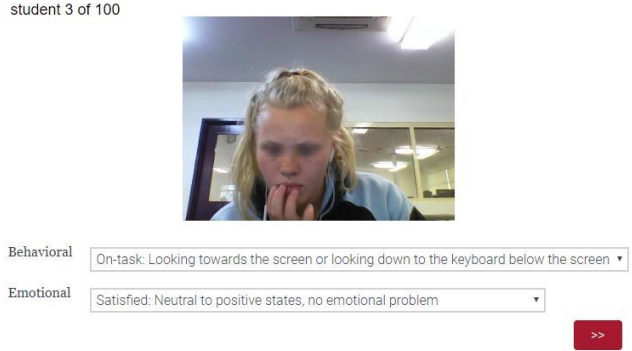 student 3 of 100
Behavioral
On-task: Looking towards the screen or looking down to the keyboard below the screen
Emotional
Satisfied: Neutral to positive states, no emotional problem
>>